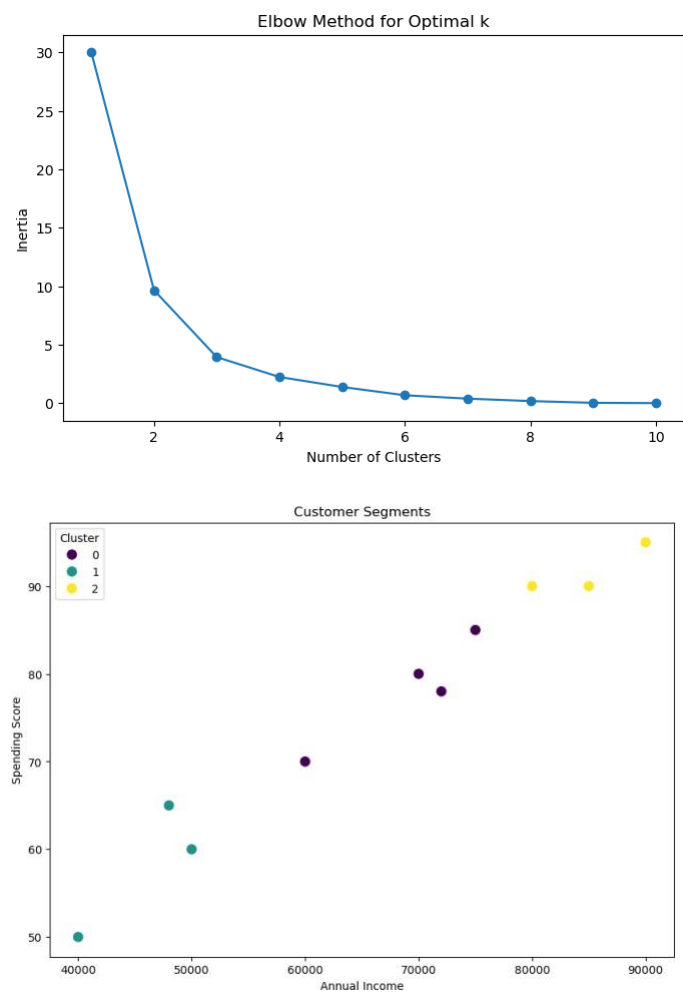 Elbow Method for Optimal k
30
25
20
15
10
5
0
Inertia
2 4 6 8 10
Number of Clusters
Customer Segments
Cluster
0
1
2
90
80
70
60
50
Spending Score
40000 50000 60000 70000 80000 90000
Annual Income